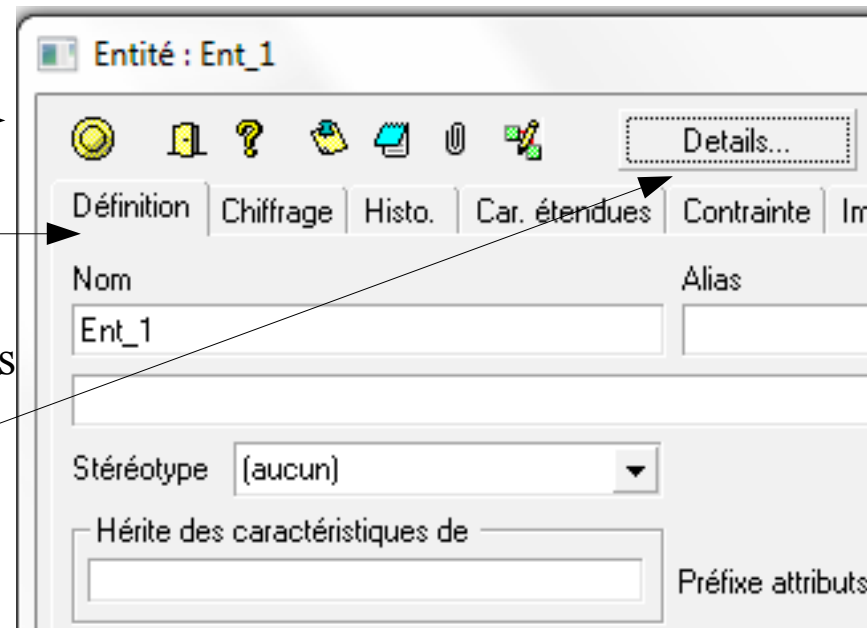 Entité : Ent_1
Details...
Définition Chiffrage Histo. Car. étendues Contrainte Im
Nom Alias
Ent_1
s
Stéréotype (aucun)
Hérite des caractéristiques de
Préfixe attributs